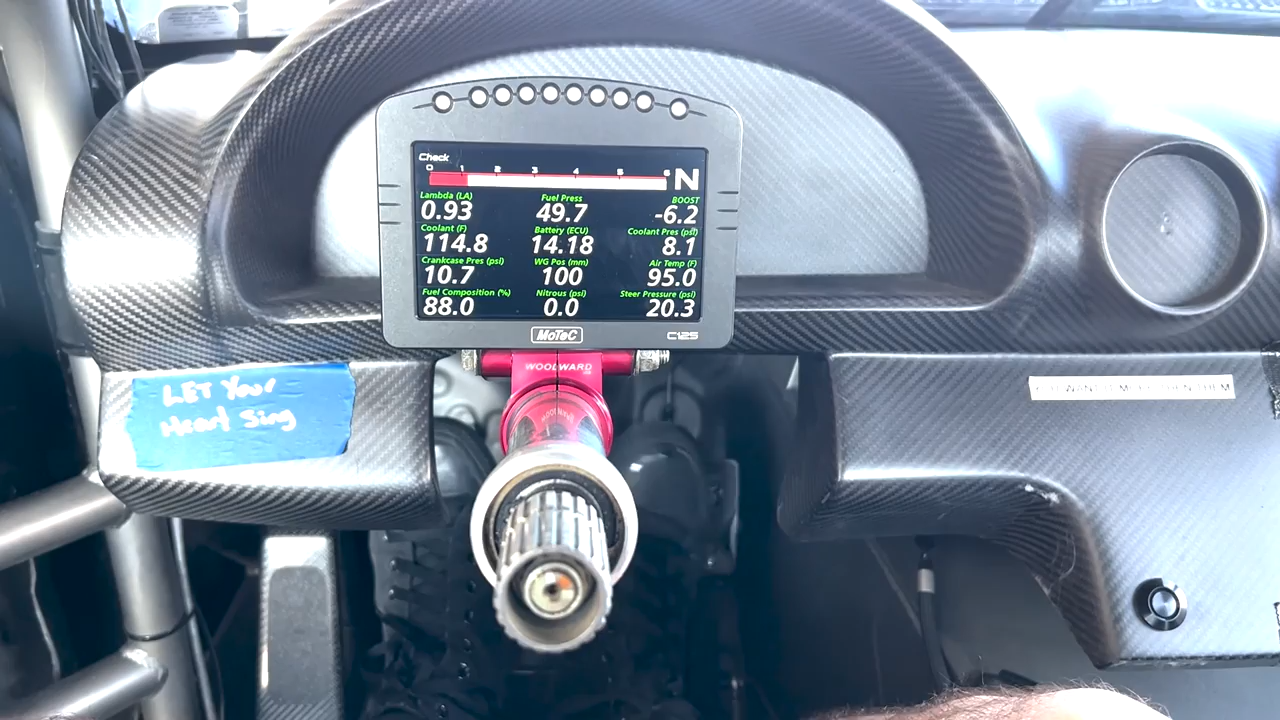 Check
0 1 2 3 4 5 6 N
Lambda (LA) Fuel Press BOOST
0.93 49.7 -6.2
Coolant (F) Battery (ECU) Coolant Pres (psi)
114.8 14.18 8.1
Crankcase Pres (psi) WG Pos (mm) Air Temp (F)
10.7 100 95.0
Fuel Composition (%) Nitrous (psi) Steer Pressure (psi)
88.0 0.0 20.3
MoTeC C125
WOODWARD
LET Your
Heart Sing